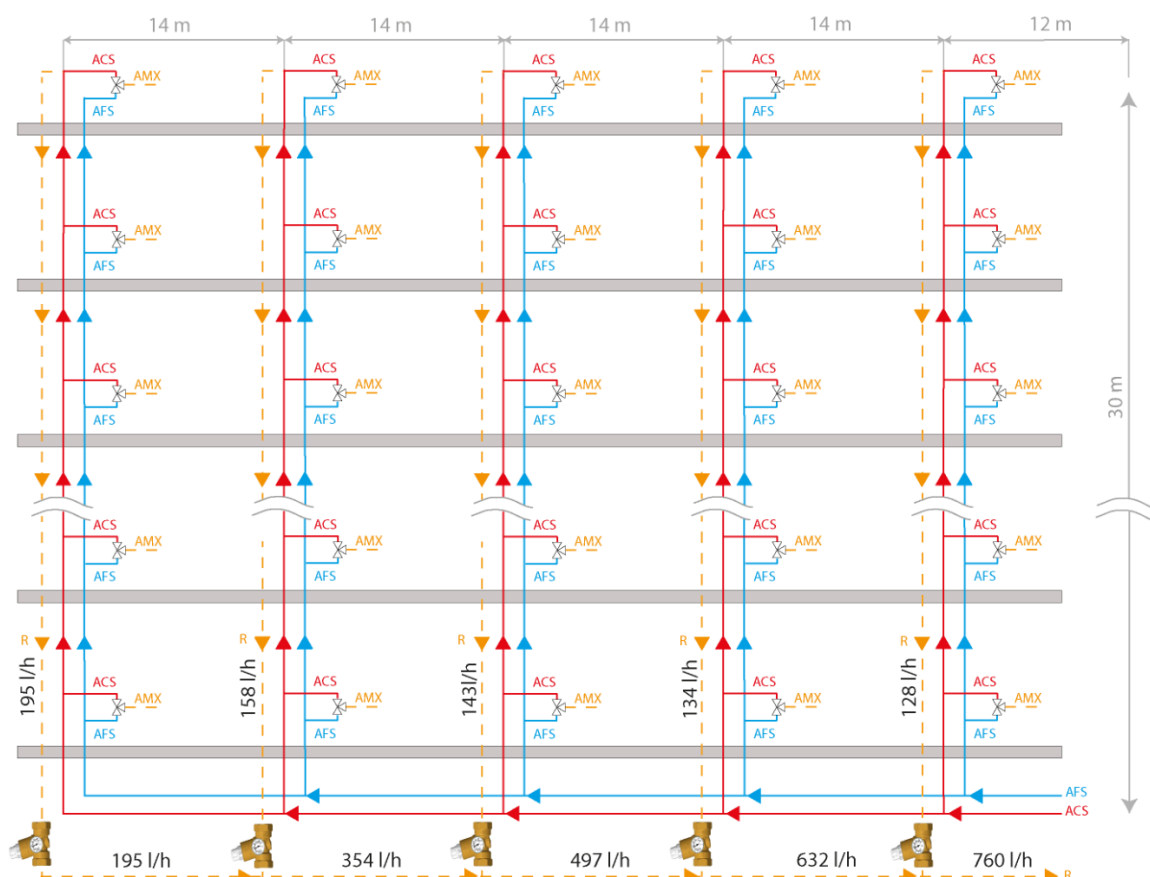 14 m 14 m 14 m 14 m 12 m
ACS ACS ACS ACS ACS
AMX AMX AMX AMX AMX
AFS AFS AFS AFS AFS
ACS ACS ACS ACS ACS
AMX AMX AMX AMX AMX
AFS AFS AFS AFS AFS
ACS ACS ACS ACS ACS
AMX AMX AMX AMX AMX
AFS AFS AFS AFS AFS
30 m
ACS ACS ACS ACS ACS
AMX AMX AMX AMX AMX
AFS AFS AFS AFS AFS
R R R R R
195 l/h 158 l/h 143l/h 134 l/h 128 l/h
ACS ACS ACS ACS ACS
AMX AMX AMX AMX AMX
AFS AFS AFS AFS AFS
AFS
ACS
195 l/h 354 l/h 497 l/h 632 l/h 760 l/h
R